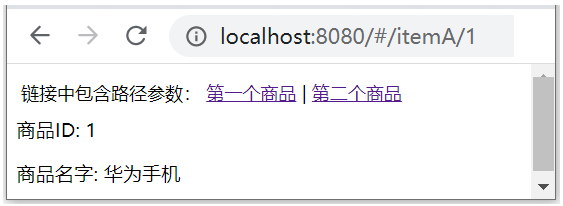 localhost:8080/#/itemA/1
链接中包含路径参数： 第一个商品 | 第二个商品
商品ID: 1
商品名字: 华为手机